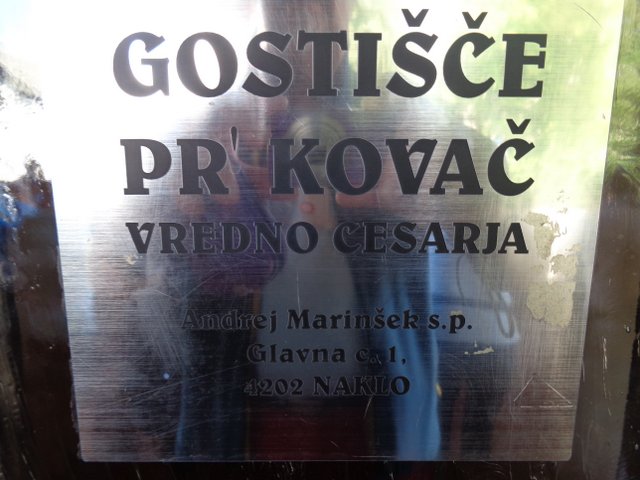 GOSTIŠČE
PR' KOVAČ
VREDNO CESARJA
Andrej Marinšek s.p.
Glavna c. 1,
4202 NAKLO